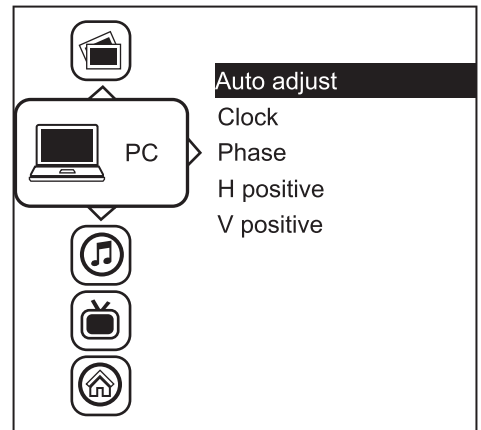 PC
Auto adjust
Clock
Phase
H positive
V positive